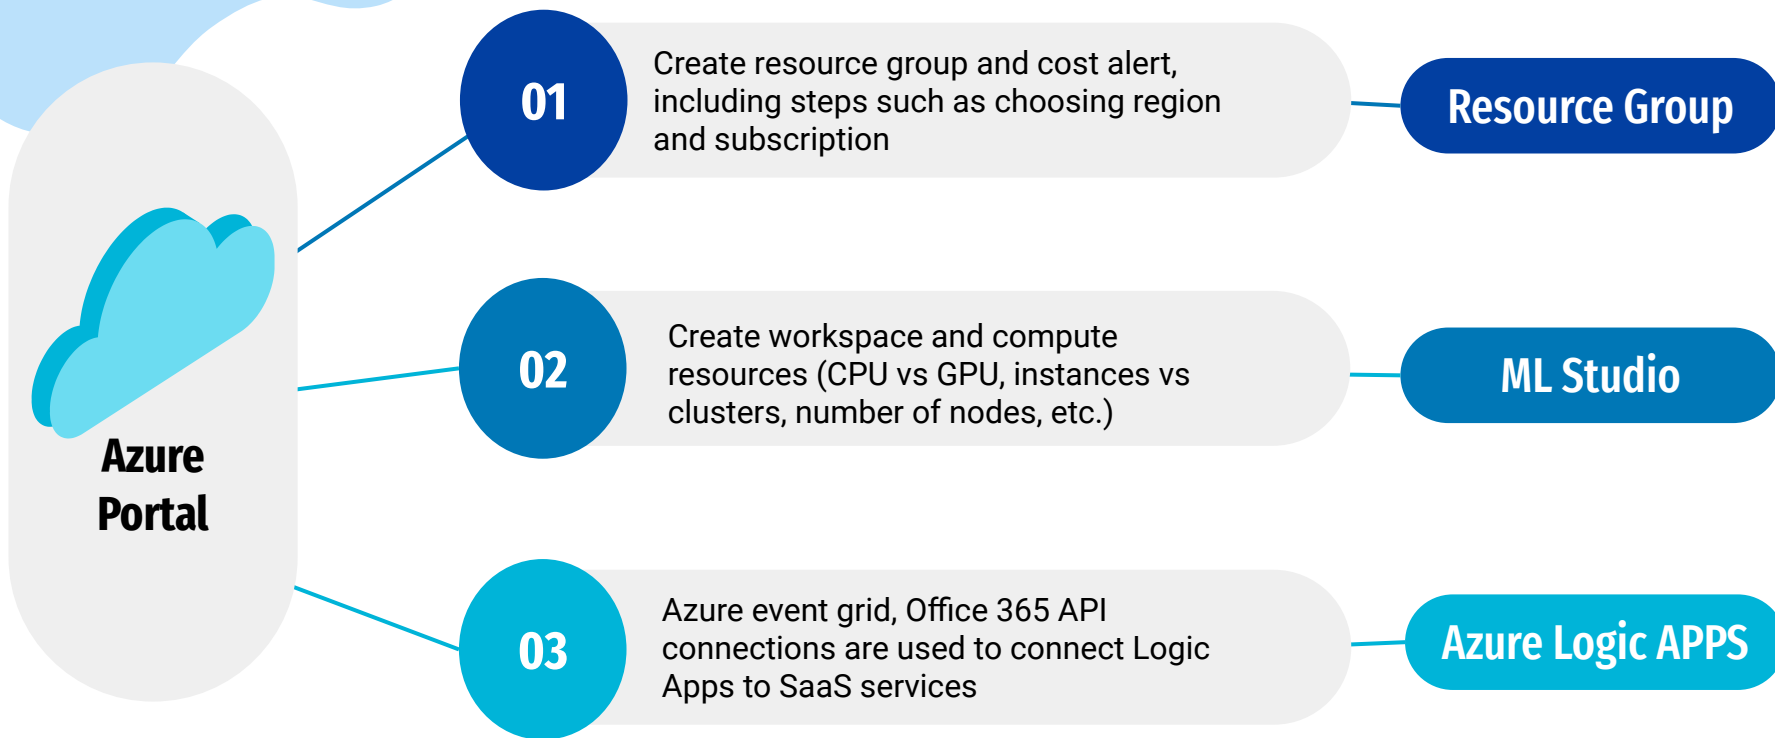 Azure
Portal
01
Create resource group and cost alert,
including steps such as choosing region
and subscription
Resource Group
02
Create workspace and compute
resources (CPU vs GPU, instances vs
clusters, number of nodes, etc.)
ML Studio
03
Azure event grid, Office 365 API
connections are used to connect Logic
Apps to SaaS services
Azure Logic APPS